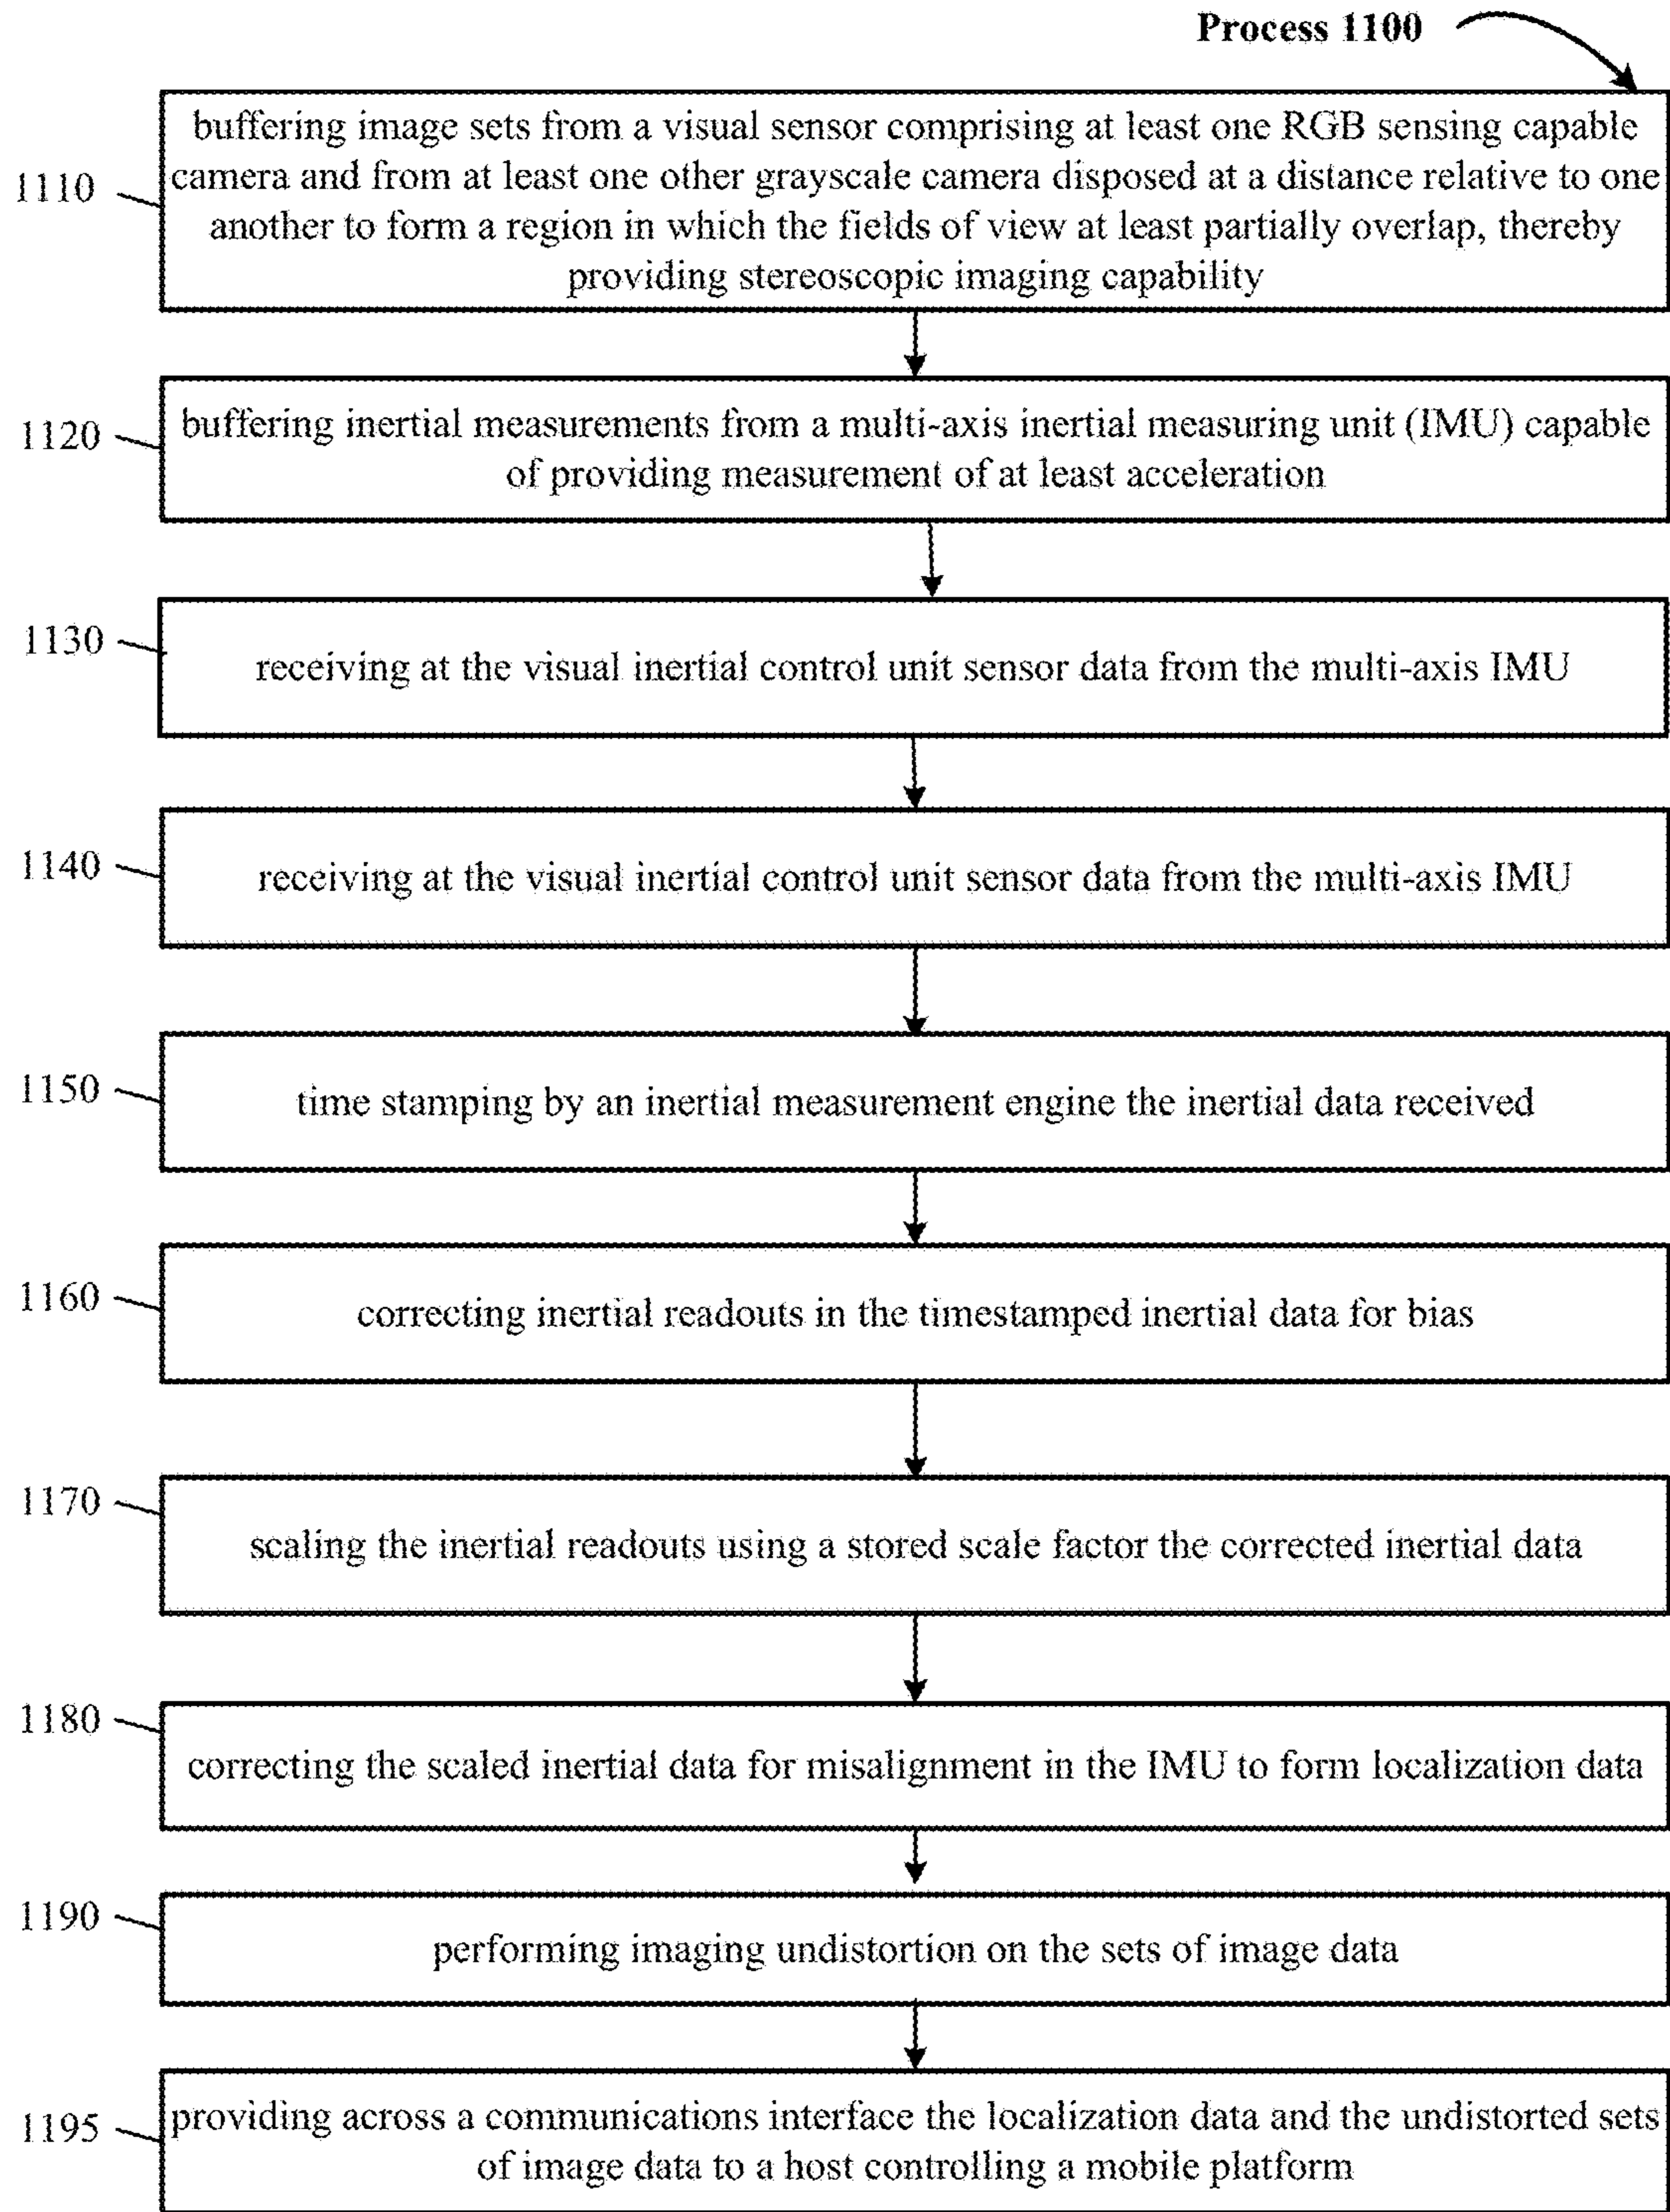 Process 1100
1110
buffering image sets from a visual sensor comprising at least one RGB sensing capable
camera and from at least one other grayscale camera disposed at a distance relative to one
another to form a region in which the fields of view at least partially overlap, thereby
providing stereoscopic imaging capability
1120
buffering inertial measurements from a multi-axis inertial measuring unit (IMU) capable
of providing measurement of at least acceleration
1130
receiving at the visual inertial control unit sensor data from the multi-axis IMU
1140
receiving at the visual inertial control unit sensor data from the multi-axis IMU
1150
time stamping by an inertial measurement engine the inertial data received
1160
correcting inertial readouts in the timestamped inertial data for bias
1170
scaling the inertial readouts using a stored scale factor the corrected inertial data
1180
correcting the scaled inertial data for misalignment in the IMU to form localization data
1190
performing imaging undistortion on the sets of image data
1195
providing across a communications interface the localization data and the undistorted sets
of image data to a host controlling a mobile platform